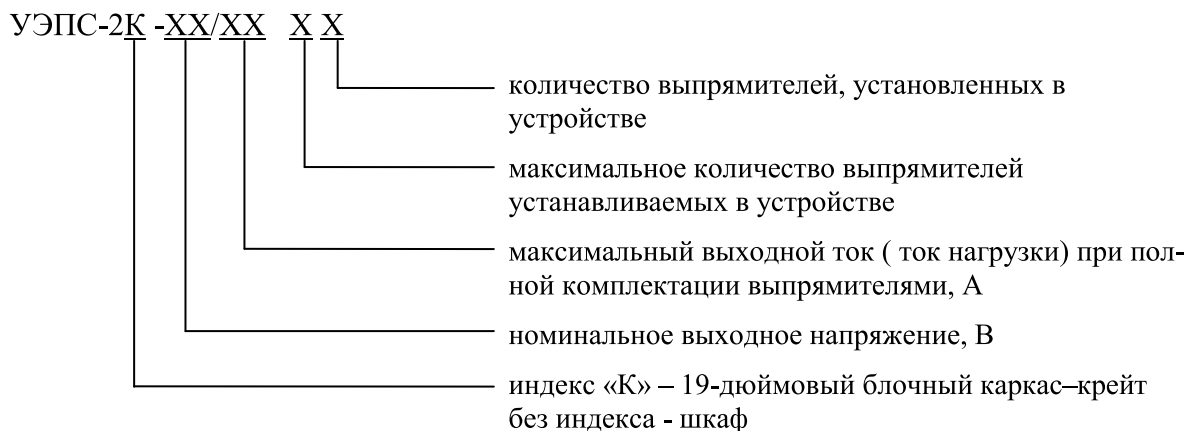 УЭПС-2К -ХХ/ХХ Х Х
количество выпрямителей, установленных в
устройстве
максимальное количество выпрямителей
устанавливаемых в устройстве
максимальный выходной ток ( ток нагрузки) при пол-
ной комплектации выпрямителями, А
номинальное выходное напряжение, В
индекс «К» – 19-дюймовый блочный каркас–крейт
без индекса - шкаф